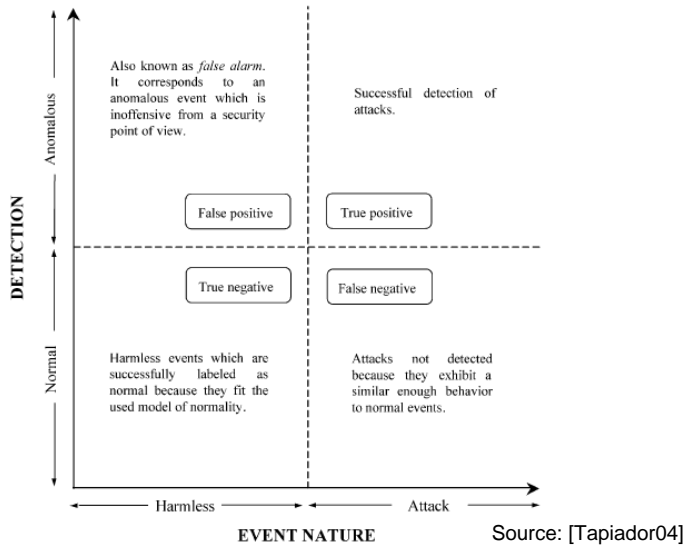 Also known as false alarm.
It corresponds to an
anomalous event which is
inoffensive from a security
point of view.
Successful detection of
attacks.
Anomalous
False positive
True positive
DETECTION
True negative
False negative
Normal
Harmless events which are
successfully labeled as
normal because they fit the
used model of normality.
Attacks not detected
because they exhibit a
similar enough behavior
to normal events.
Harmless
Attack
EVENT NATURE
Source: [Tapiador04]